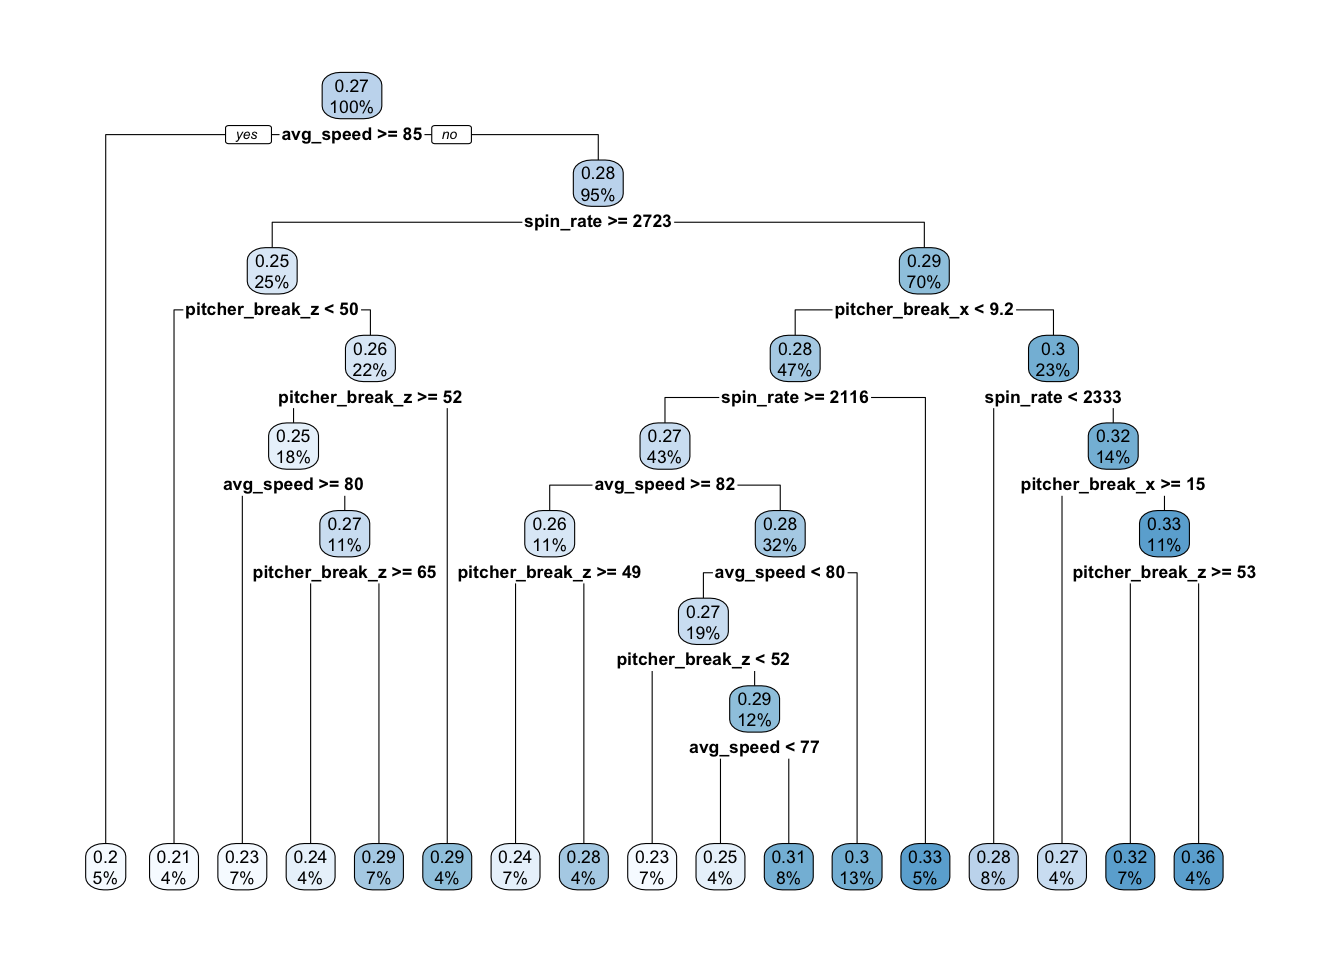 0.27
100%
yes avg_speed >= 85 no
0.28
95%
spin_rate >= 2723
0.25 0.29
25% 70%
pitcher_break_z < 50 pitcher_break_x < 9.2
0.26 0.28 0.3
22% 47% 23%
pitcher_break_z >= 52 spin_rate >= 2116 spin_rate < 2333
0.25 0.27 0.32
18% 43% 14%
avg_speed >= 80 avg_speed >= 82 pitcher_break_x >= 15
0.27 0.26 0.28 0.33
11% 11% 32% 11%
pitcher_break_z >= 65 pitcher_break_z >= 49 avg_speed < 80 pitcher_break_z >= 53
0.27
19%
pitcher_break_z < 52
0.29
12%
avg_speed < 77
0.2 0.21 0.23 0.24 0.29 0.29 0.24 0.28 0.23 0.25 0.31 0.3 0.33 0.28 0.27 0.32 0.36
5% 4% 7% 4% 7% 4% 7% 4% 7% 4% 8% 13% 5% 8% 4% 7% 4%